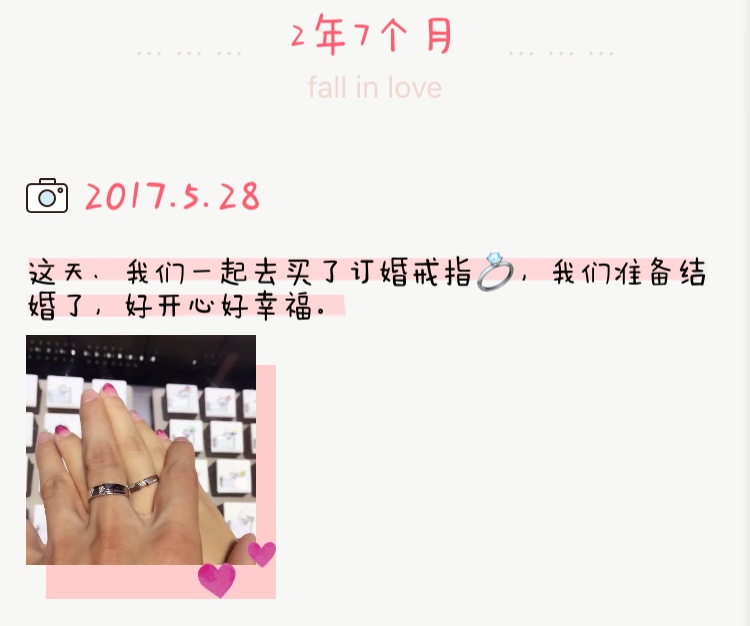 2年7个月
fall in love
2017.5.28
这天、我们一起去买了订婚戒指💍，我们准备结
婚了，好开心好幸福。